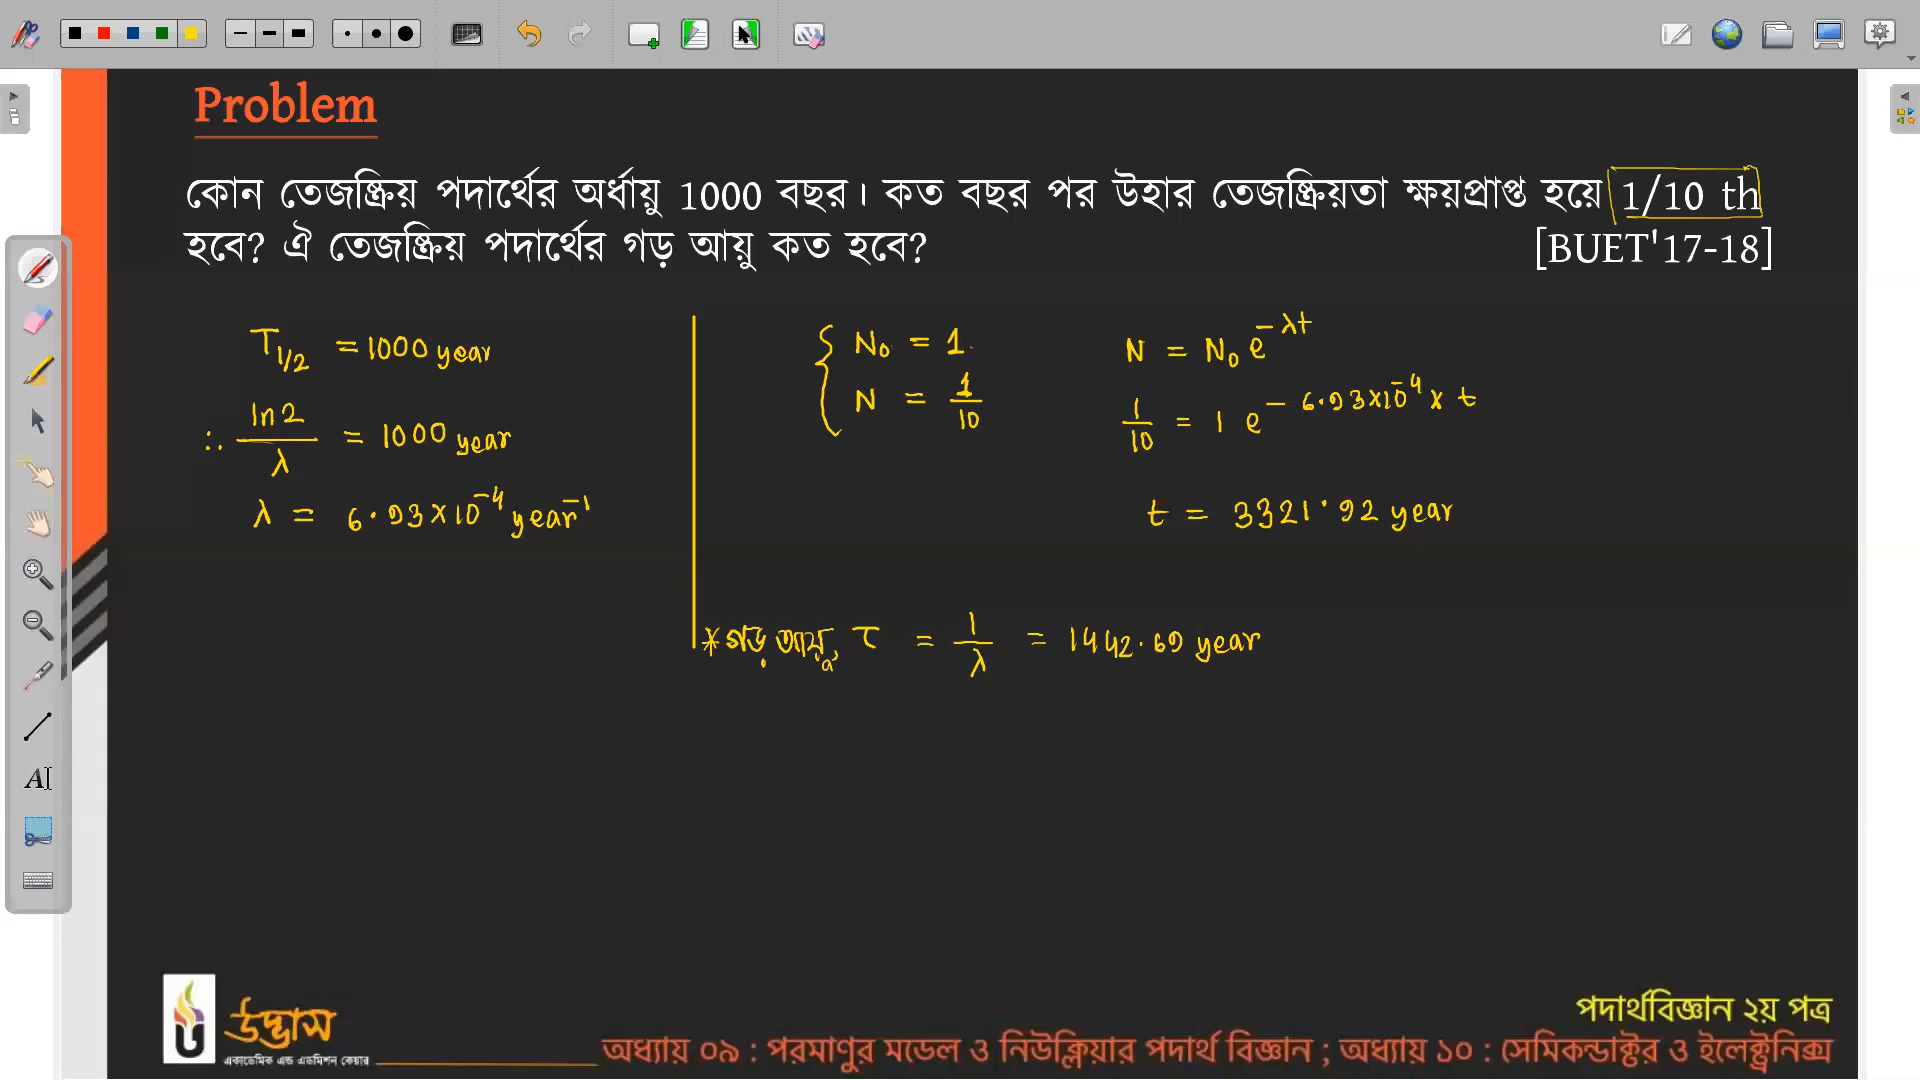 Problem
কোন তেজষ্ক্রিয় পদার্থের অর্ধায়ু 1000 বছর। কত বছর পর উহার তেজষ্ক্রিয়তা ক্ষয়প্রাপ্ত হয়ে 1/10 th
হবে? ঐ তেজষ্ক্রিয় পদার্থের গড় আয়ু কত হবে? [BUET'17-18]
T₁/₂ = 1000 year
∴ ln2/λ = 1000 year
λ = 6.93×10⁻⁴ year⁻¹
N₀ = 1
N = 1/10
N = N₀ e^(-λt)
1/10 = 1 e^(-6.93×10⁻⁴ × t)
t = 3321.92 year
*গড় আয়ু, τ = 1/λ = 1442.69 year
উদ্ভাস
একাডেমিক এন্ড এডমিশন কেয়ার
পদার্থবিজ্ঞান ২য় পত্র
অধ্যায় ০৯ : পরমাণুর মডেল ও নিউক্লিয়ার পদার্থ বিজ্ঞান ; অধ্যায় ১০ : সেমিকন্ডাক্টর ও ইলেক্ট্রনিক্স